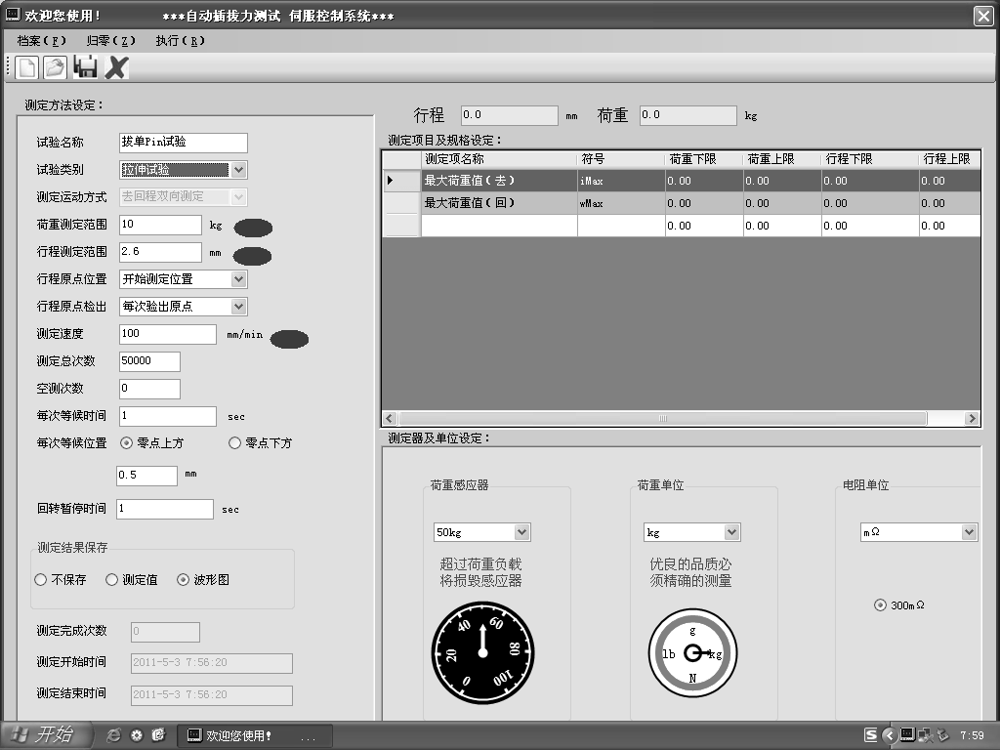 欢迎您使用! ***自动插拔力测试 伺服控制系统***
档案(F) 归零(Z) 执行(R)
测定方法设定:
试验名称 拔单Pin试验
试验类别 拉伸试验
测定运动方式 去回程双向测定
荷重测定范围 10 kg
行程测定范围 2.6 mm
行程原点位置 开始测定位置
行程原点检出 每次验出原点
测定速度 100 mm/min
测定总次数 50000
空测次数 0
每次等候时间 1 sec
每次等候位置 零点上方 零点下方
0.5 mm
回转暂停时间 1 sec
测定结果保存
不保存 测定值 波形图
测定完成次数 0
测定开始时间 2011-5-3 7:56:20
测定结束时间 2011-5-3 7:56:20
行程 0.0 mm 荷重 0.0 kg
测定项目及规格设定:
测定项名称 符号 荷重下限 荷重上限 行程下限 行程上限
最大荷重值(去) iMax 0.00 0.00 0.00 0.00
最大荷重值(回) wMax 0.00 0.00 0.00 0.00
0.00 0.00 0.00 0.00
测定器及单位设定:
荷重感应器
50kg
超过荷重负载
将损毁感应器
0 20 40 60 80 100
荷重单位
kg
优良的品质必
须精确的测量
g
lb kg
N
电阻单位
mΩ
300mΩ
开始 欢迎您使用! ... S 7:59